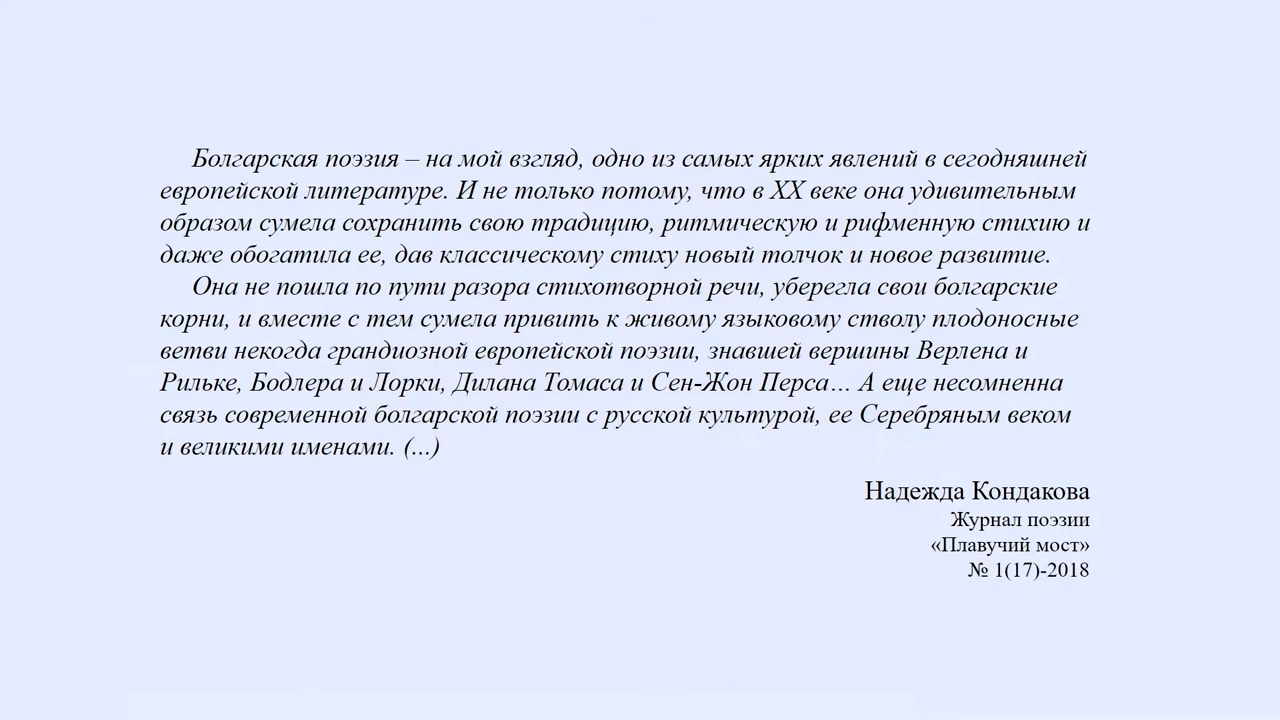 Болгарская поэзия – на мой взгляд, одно из самых ярких явлений в сегодняшней
европейской литературе. И не только потому, что в XX веке она удивительным
образом сумела сохранить свою традицию, ритмическую и рифменную стихию и
даже обогатила ее, дав классическому стиху новый толчок и новое развитие.
Она не пошла по пути разора стихотворной речи, уберегла свои болгарские
корни, и вместе с тем сумела привить к живому языковому стволу плодоносные
ветви некогда грандиозной европейской поэзии, знавшей вершины Верлена и
Рильке, Бодлера и Лорки, Дилана Томаса и Сен-Жон Перса… А еще несомненна
связь современной болгарской поэзии с русской культурой, ее Серебряным веком
и великими именами. (...)
Надежда Кондакова
Журнал поэзии
«Плавучий мост»
№ 1(17)-2018